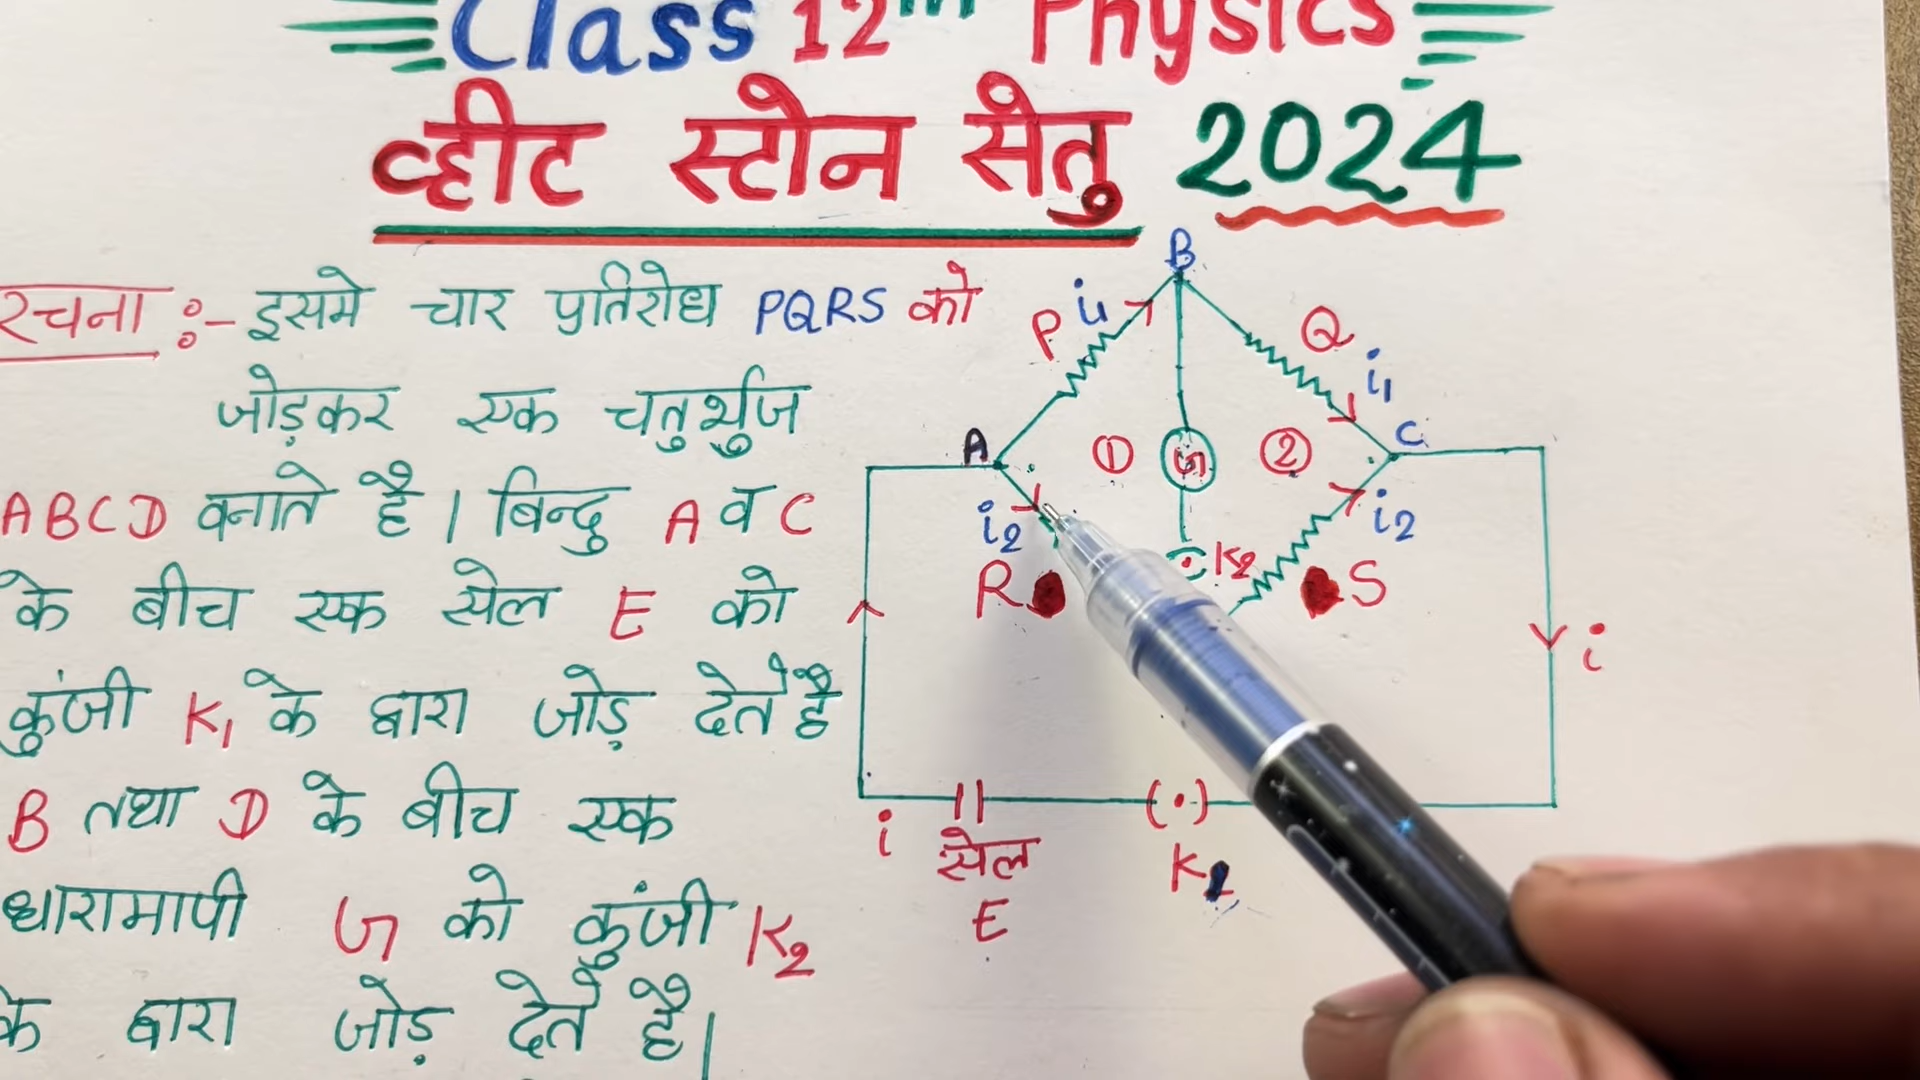 Class 12th Physics
व्हीट स्टोन सेतु 2024
रचना :- इसमे चार प्रतिरोध PQRS को
जोड़कर एक चतुर्भुज
ABCD बनाते है। बिन्दु A व C
के बीच एक सेल E को
कुंजी K1 के द्वारा जोड़ देते है
B तथा D के बीच एक
धारामापी G को कुंजी K2
के द्वारा जोड़ देते है।
B
P i1
Q
i1
A
1
G
2
C
i2
K2
i2
R
S
i
i
सेल
E